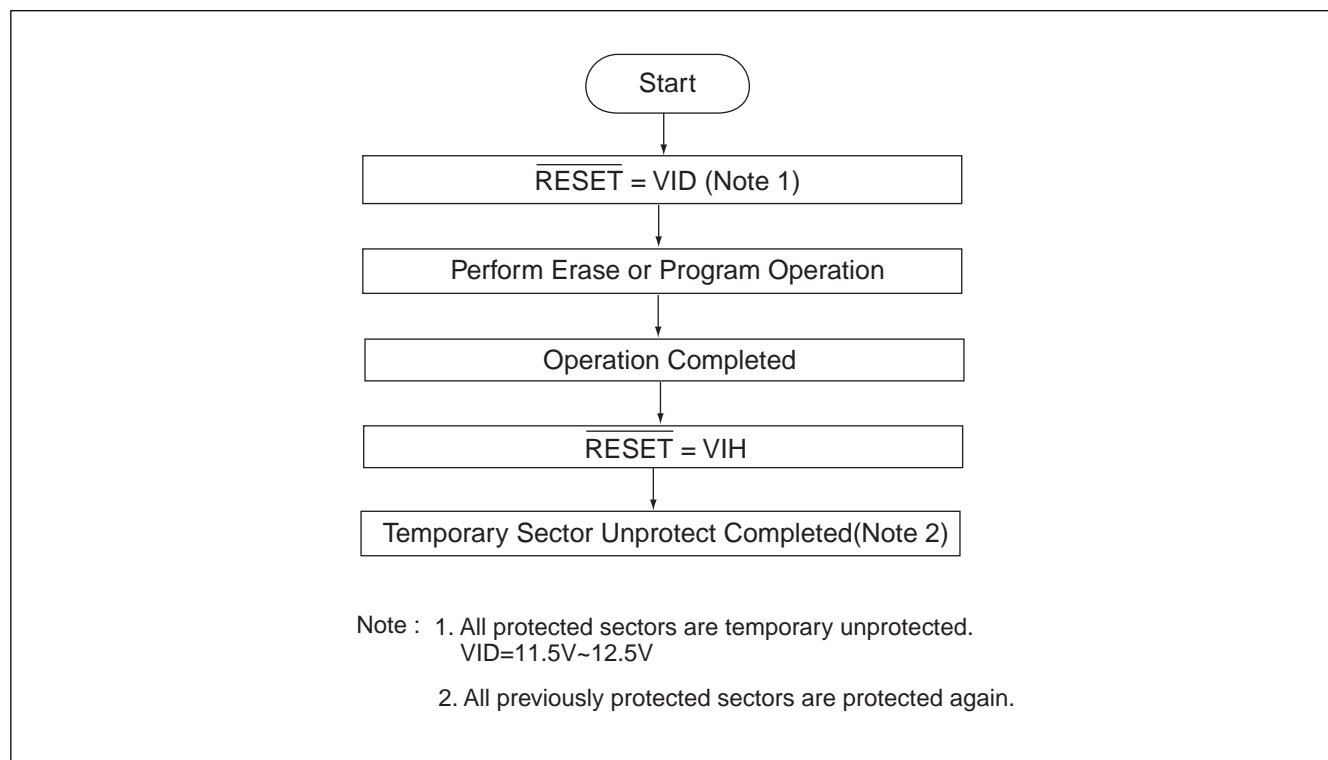 Start
RESET = VID (Note 1)
Perform Erase or Program Operation
Operation Completed
RESET = VIH
Temporary Sector Unprotect Completed(Note 2)
Note : 1. All protected sectors are temporary unprotected.
VID=11.5V~12.5V
2. All previously protected sectors are protected again.